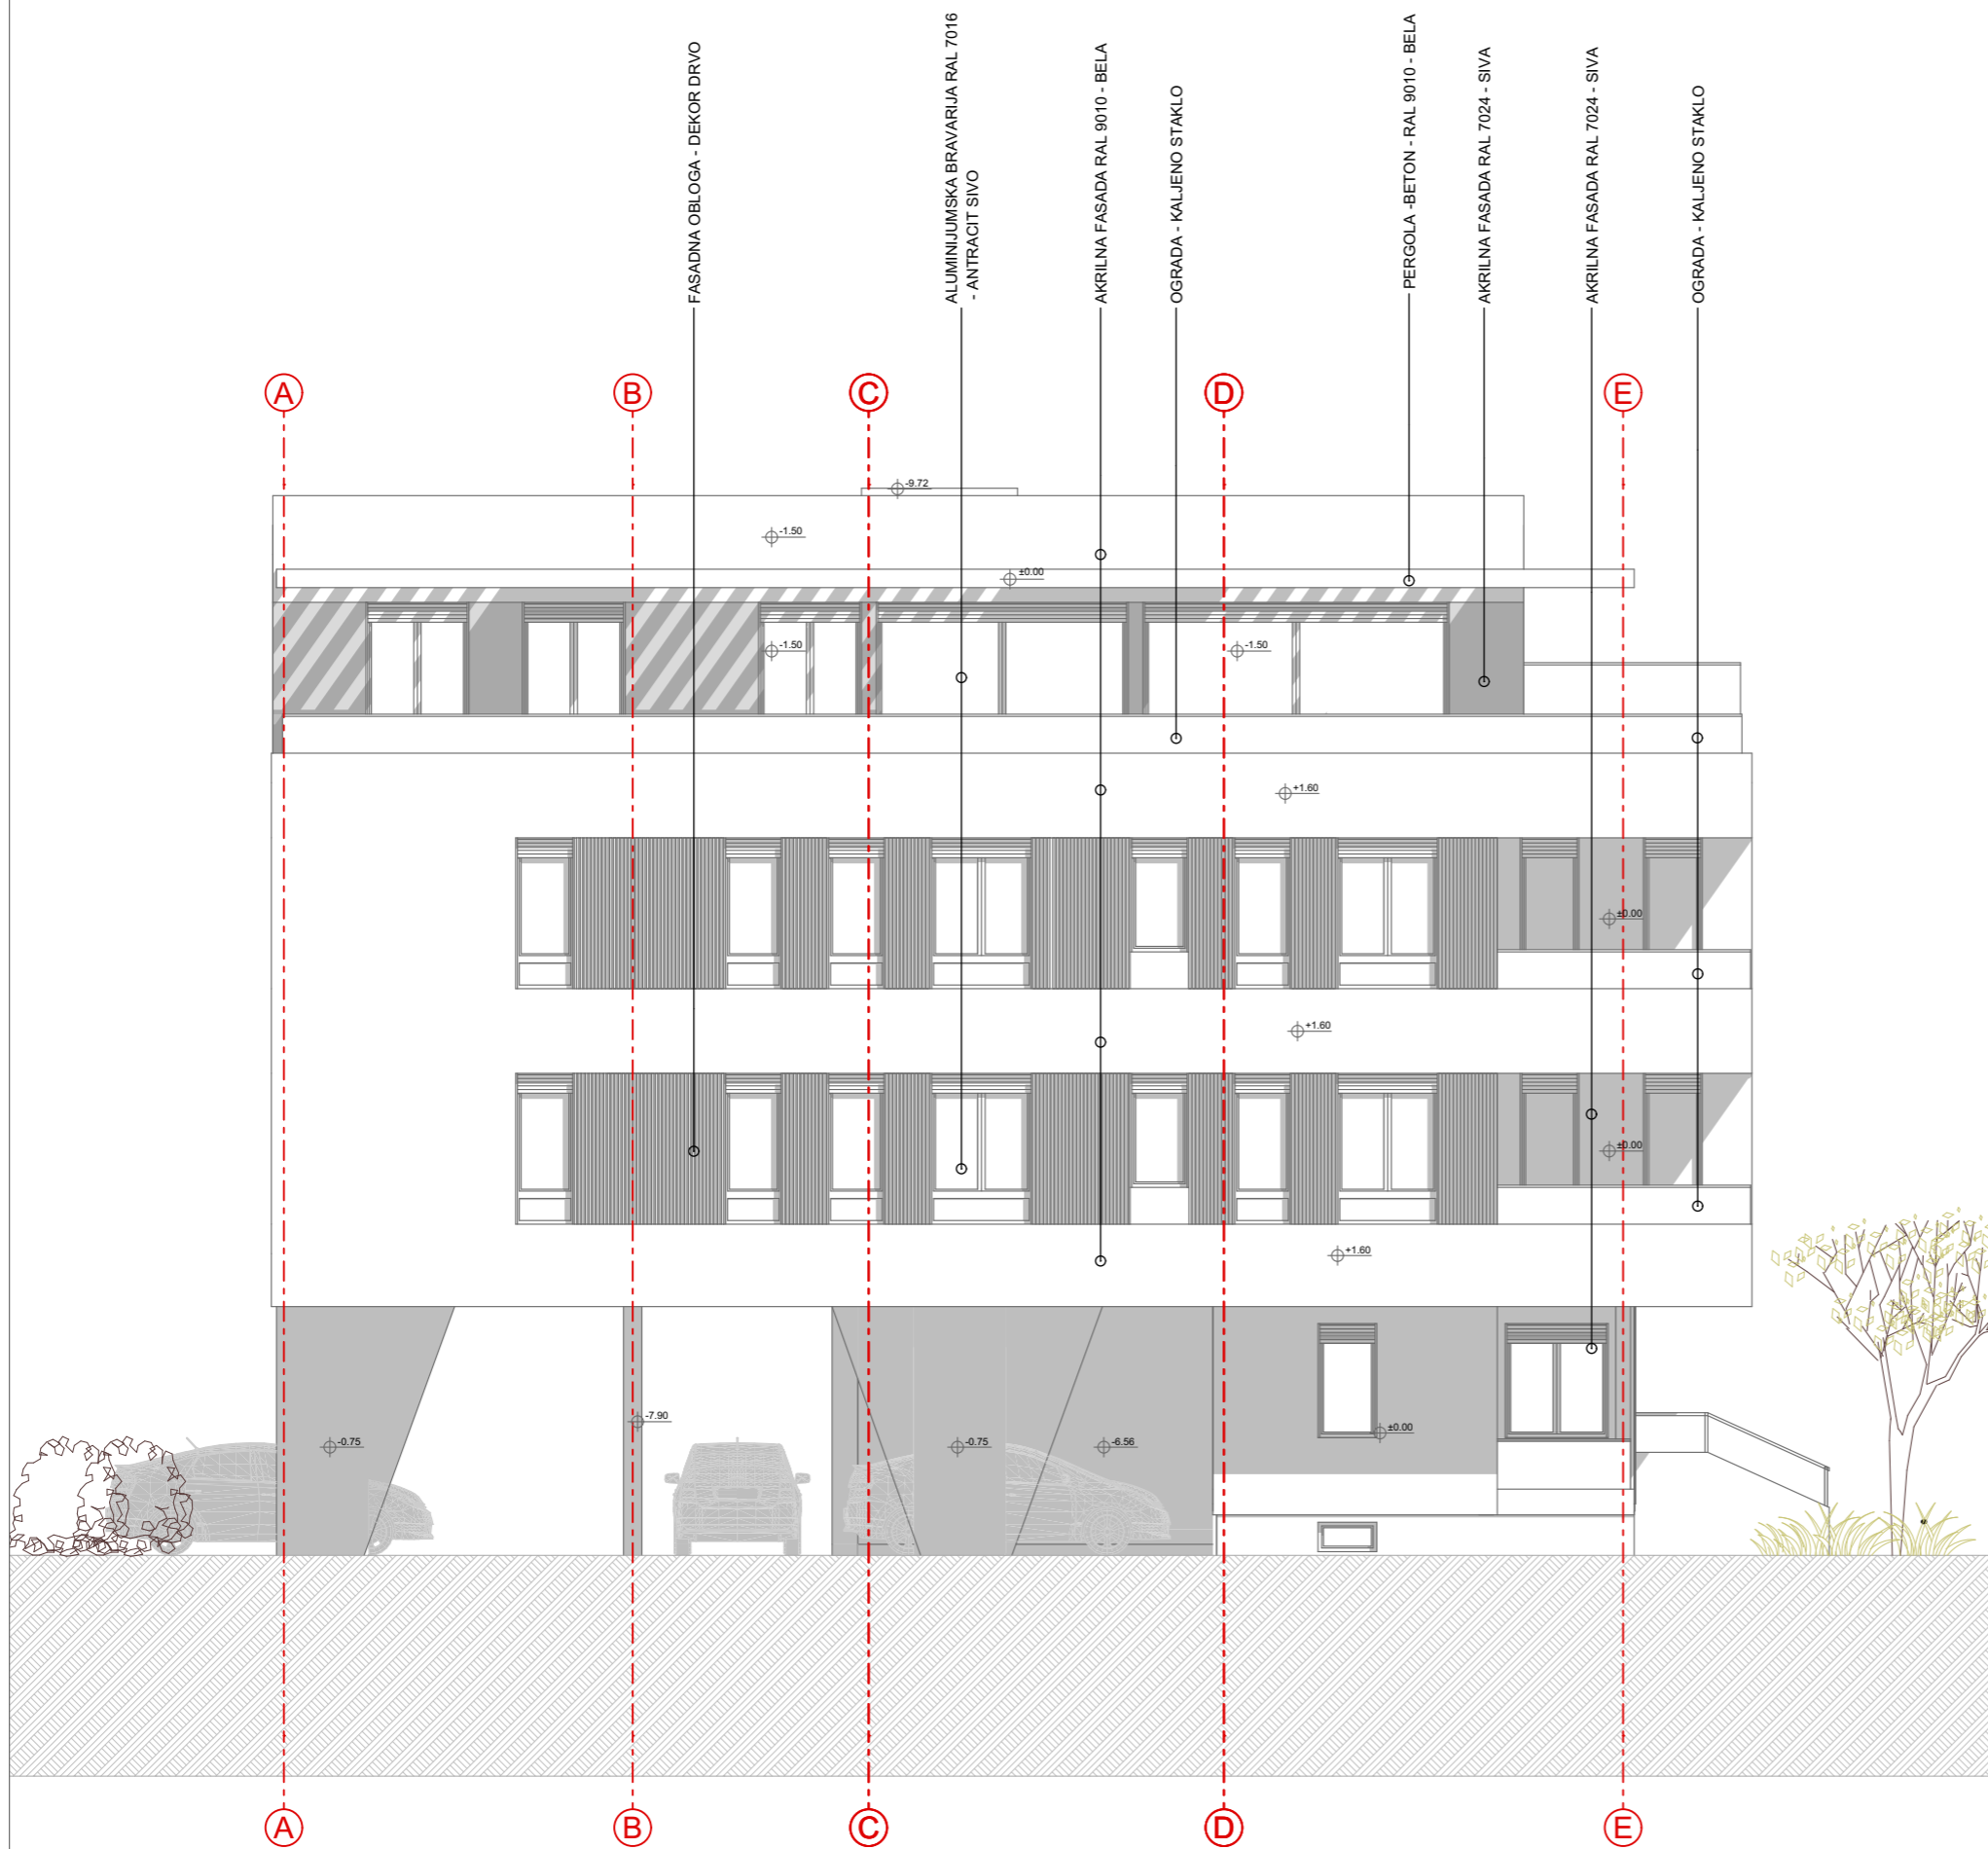 FASADNA OBLOGA - DEKOR DRVO
ALUMINIJUMSKA BRAVARIJA RAL 7016
- ANTRACIT SIVO
AKRILNA FASADA RAL 9010 - BELA
OGRADA - KALJENO STAKLO
PERGOLA -BETON - RAL 9010 - BELA
AKRILNA FASADA RAL 7024 - SIVA
AKRILNA FASADA RAL 7024 - SIVA
OGRADA - KALJENO STAKLO
A
B
C
D
E
-9.72
-1.50
±0.00
-1.50
-1.50
+1.60
±0.00
+1.60
±0.00
+1.60
-7.90
±0.00
-0.75
-0.75
-6.56
A
B
C
D
E